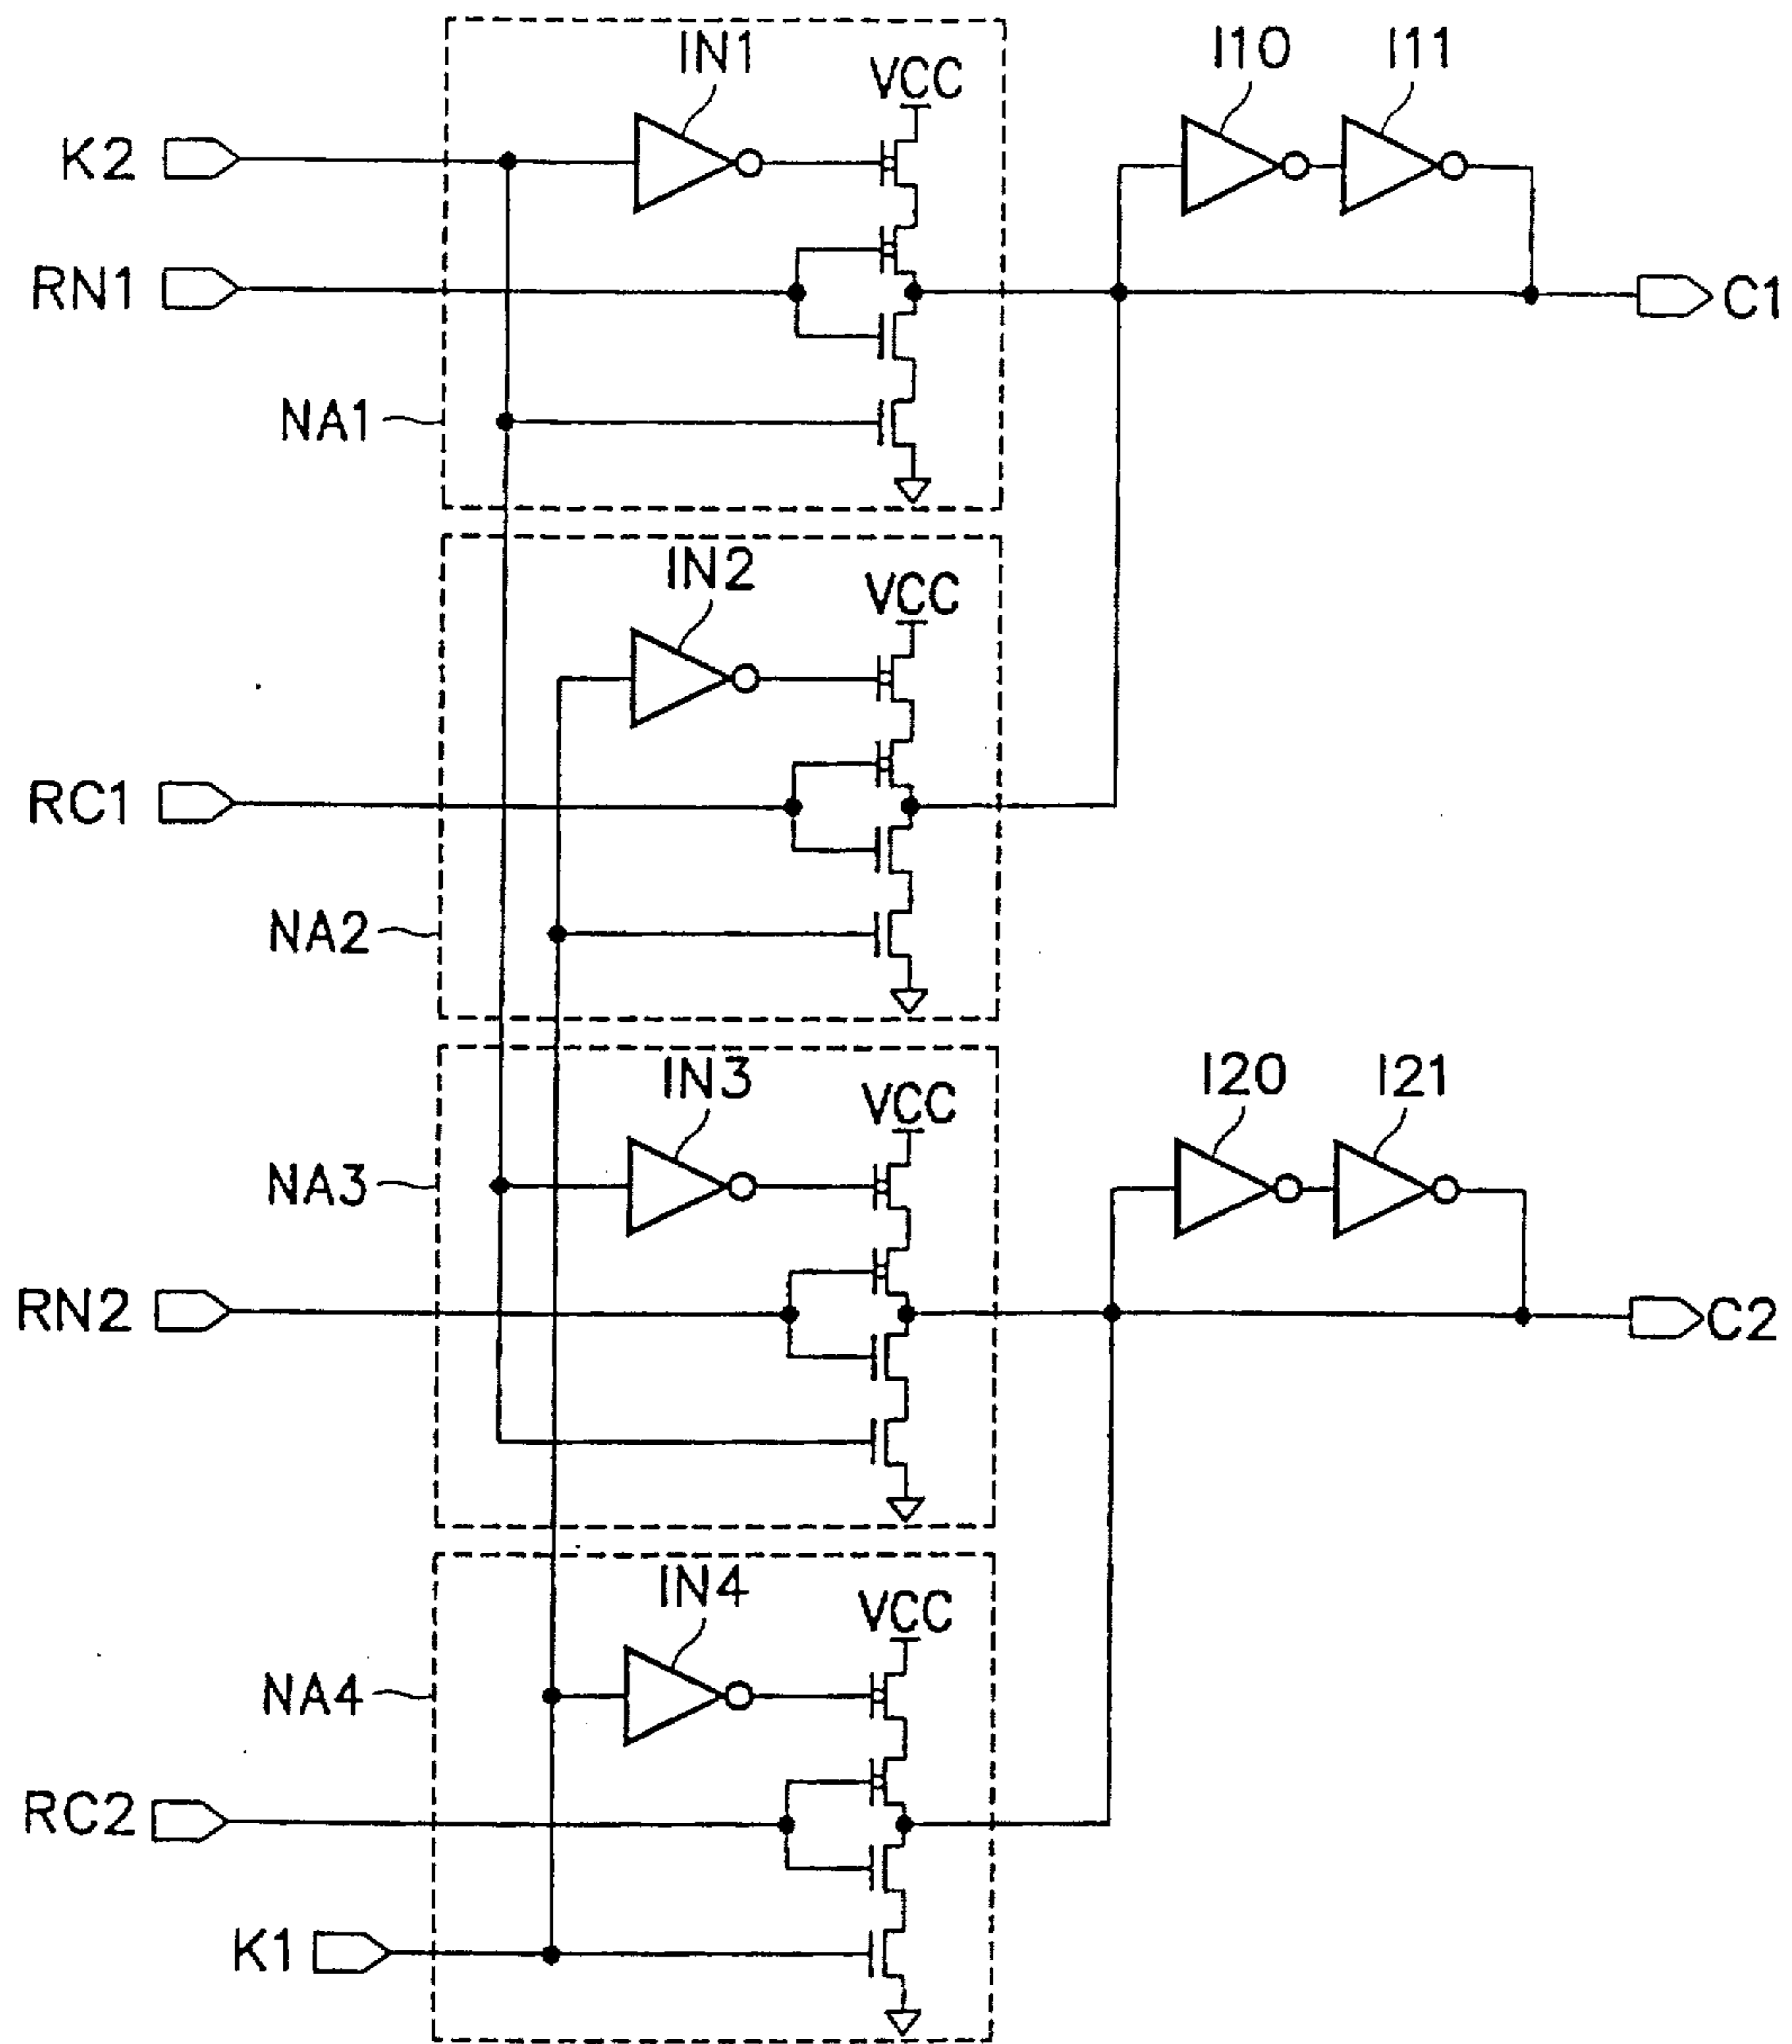 IN1
VCC
I10
I11
K2
RN1
C1
NA1
IN2
VCC
RC1
NA2
IN3
VCC
I20
I21
NA3
RN2
C2
IN4
VCC
NA4
RC2
K1